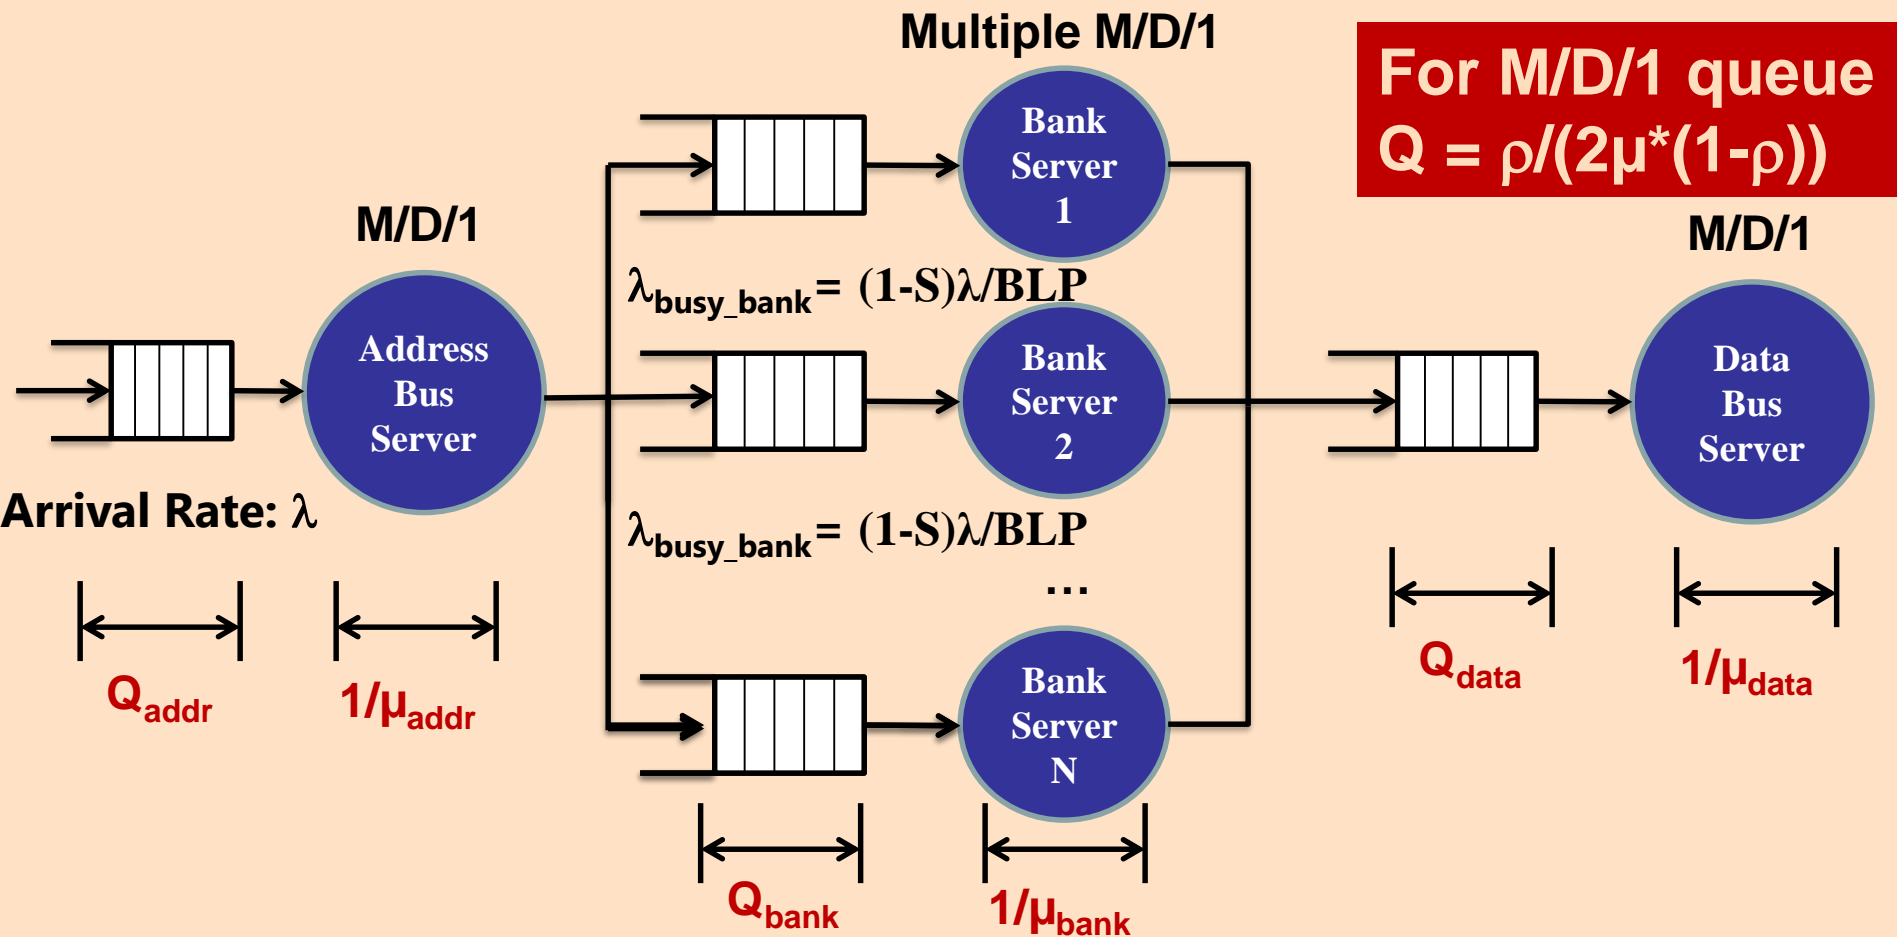 Multiple M/D/1
For M/D/1 queue
Q = ρ/(2μ*(1-ρ))
M/D/1
M/D/1
Bank
Server
1
λbusy_bank = (1-S)λ/BLP
Address
Bus
Server
Bank
Server
2
Data
Bus
Server
Arrival Rate: λ
λbusy_bank = (1-S)λ/BLP
...
Qaddr
1/μaddr
Bank
Server
N
Qdata
1/μdata
Qbank
1/μbank